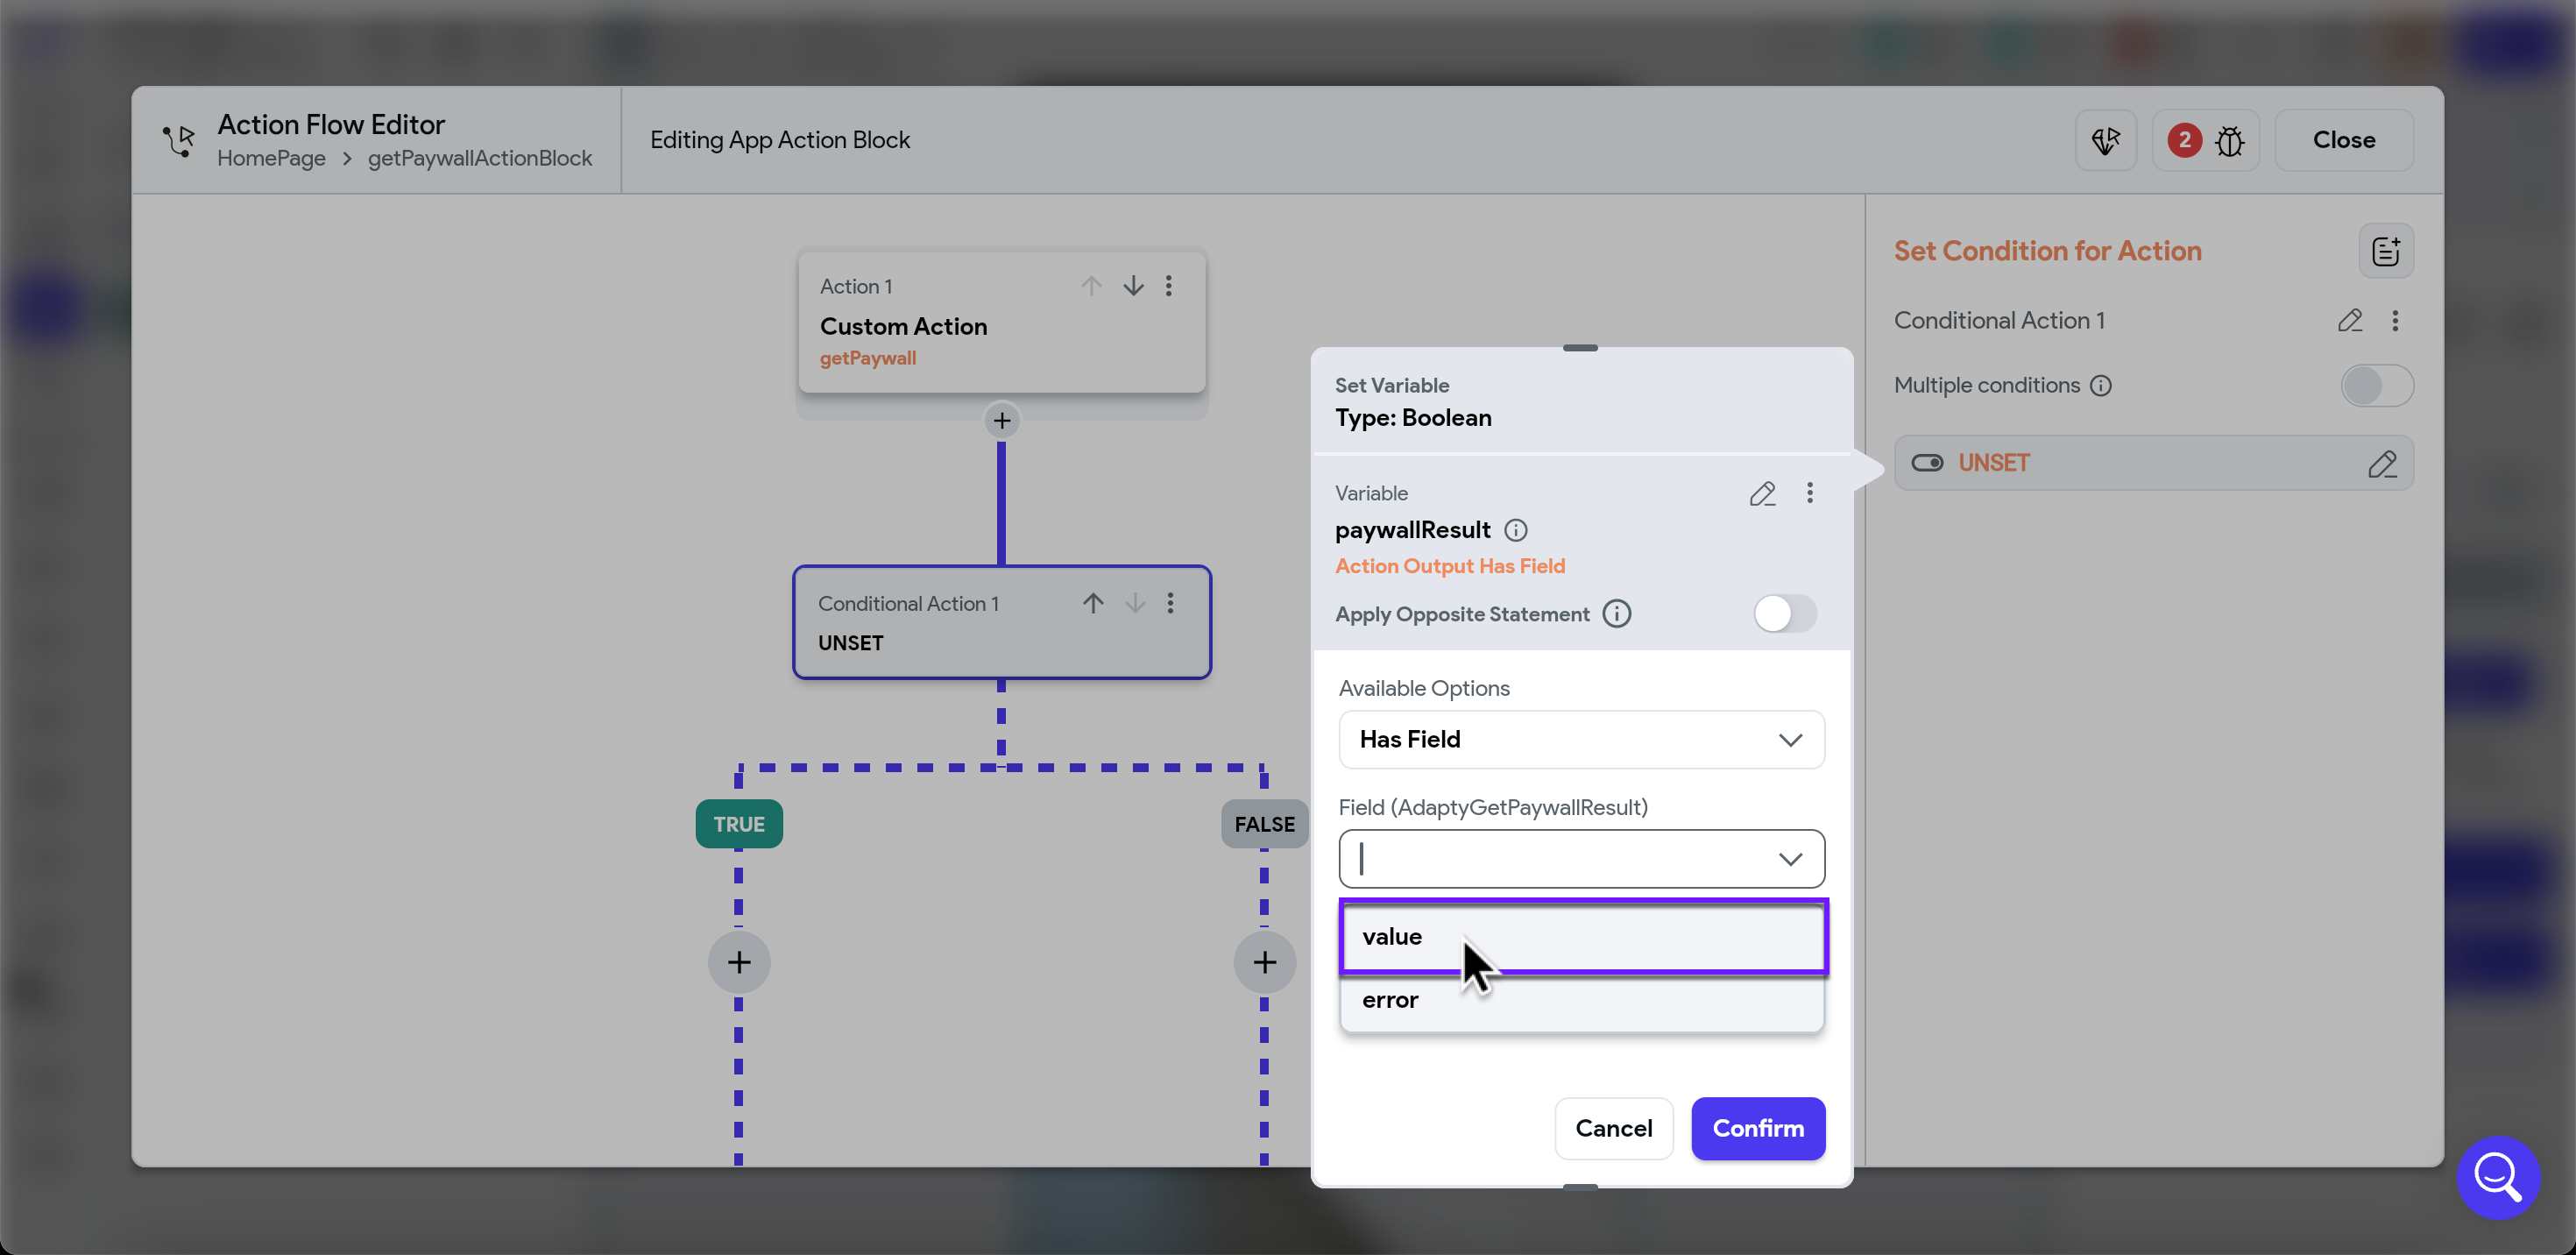 Action Flow Editor
HomePage > getPaywallActionBlock
Editing App Action Block
2
Close
Action 1
Custom Action
getPaywall
Conditional Action 1
UNSET
TRUE
FALSE
Set Variable
Type: Boolean
Variable
paywallResult
Action Output Has Field
Apply Opposite Statement
Available Options
Has Field
Field (AdaptyGetPaywallResult)
value
error
Cancel
Confirm
Set Condition for Action
Conditional Action 1
Multiple conditions
UNSET